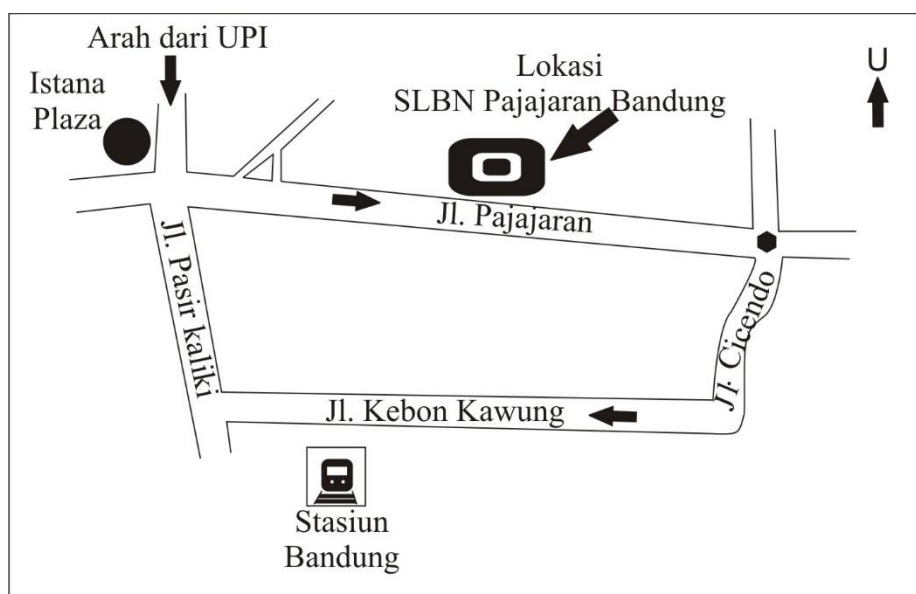 Arah dari UPI
Istana
Plaza
Lokasi
SLBN Pajajaran Bandung
U
Jl. Pajajaran
Jl. Pasir kaliki
Jl. Cicendo
Jl. Kebon Kawung
Stasiun
Bandung